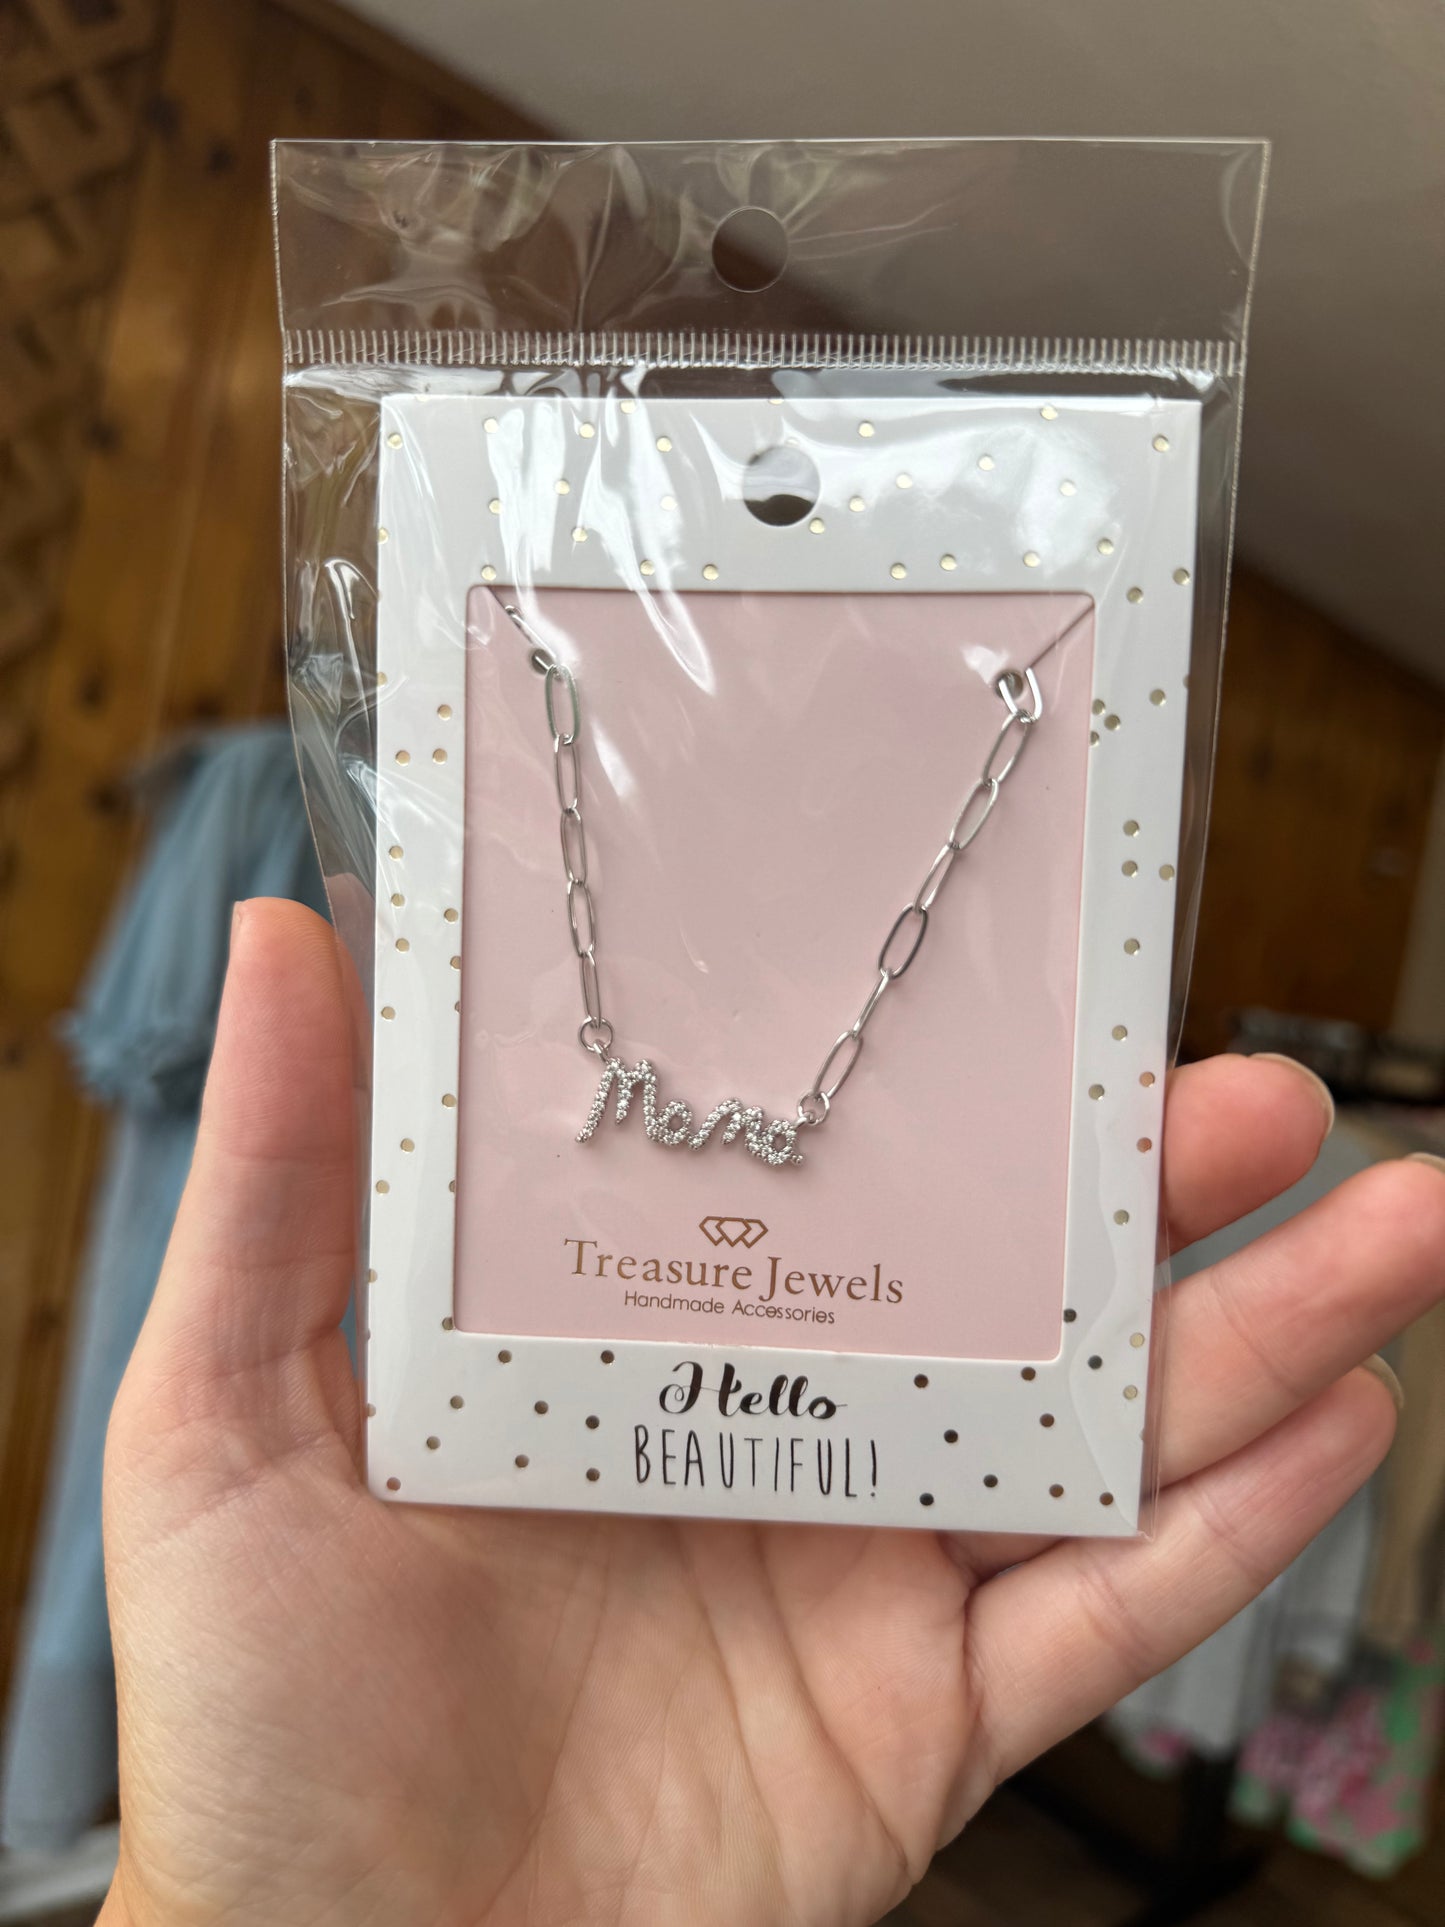 Mama
Treasure Jewels
Handmade Accessories
Hello
BEAUTIFUL!